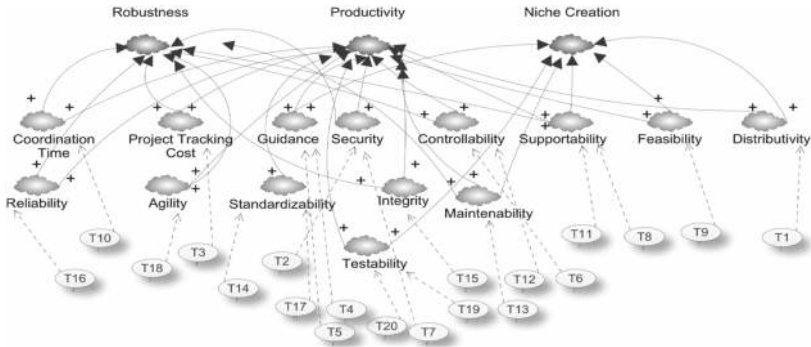 Robustness
Productivity
Niche Creation
Coordination
Time
Project Tracking
Cost
Guidance
Security
Controllability
Supportability
Feasibility
Distributivity
Reliability
Agility
Standardizability
Integrity
Maintenability
Testability
T10
T16
T18
T3
T14
T2
T17
T4
T5
T20
T7
T15
T19
T12
T13
T6
T11
T8
T9
T1